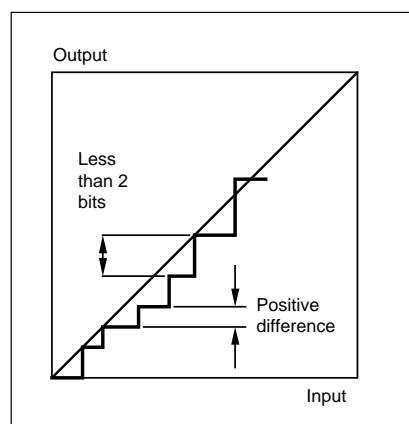 Output
Less
than 2
bits
Positive
difference
Input